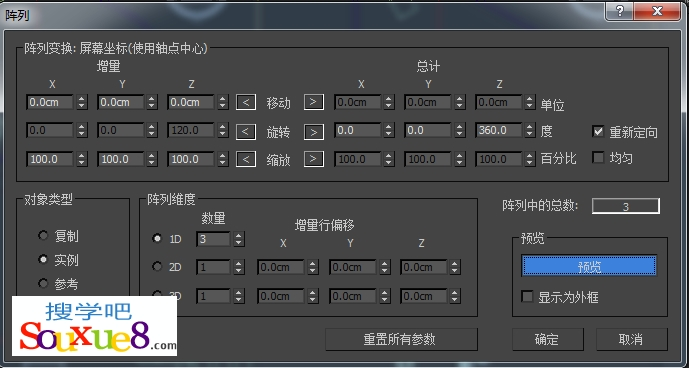 阵列
阵列变换: 屏幕坐标(使用轴点中心)
增量 总计
X Y Z X Y Z
0.0cm 0.0cm 0.0cm < 移动 > 0.0cm 0.0cm 0.0cm 单位
0.0 0.0 120.0 < 旋转 > 0.0 0.0 360.0 度 重新定向
100.0 100.0 100.0 < 缩放 > 100.0 100.0 100.0 百分比 均匀
对象类型 阵列维度 阵列中的总数: 3
数量 增量行偏移
X Y Z
复制 1D 3 预览
实例 2D 1 0.0cm 0.0cm 0.0cm 预览
参考 1 0.0cm 0.0cm 0.0cm 显示为外框
搜学吧
Souxue8.com
重置所有参数 确定 取消